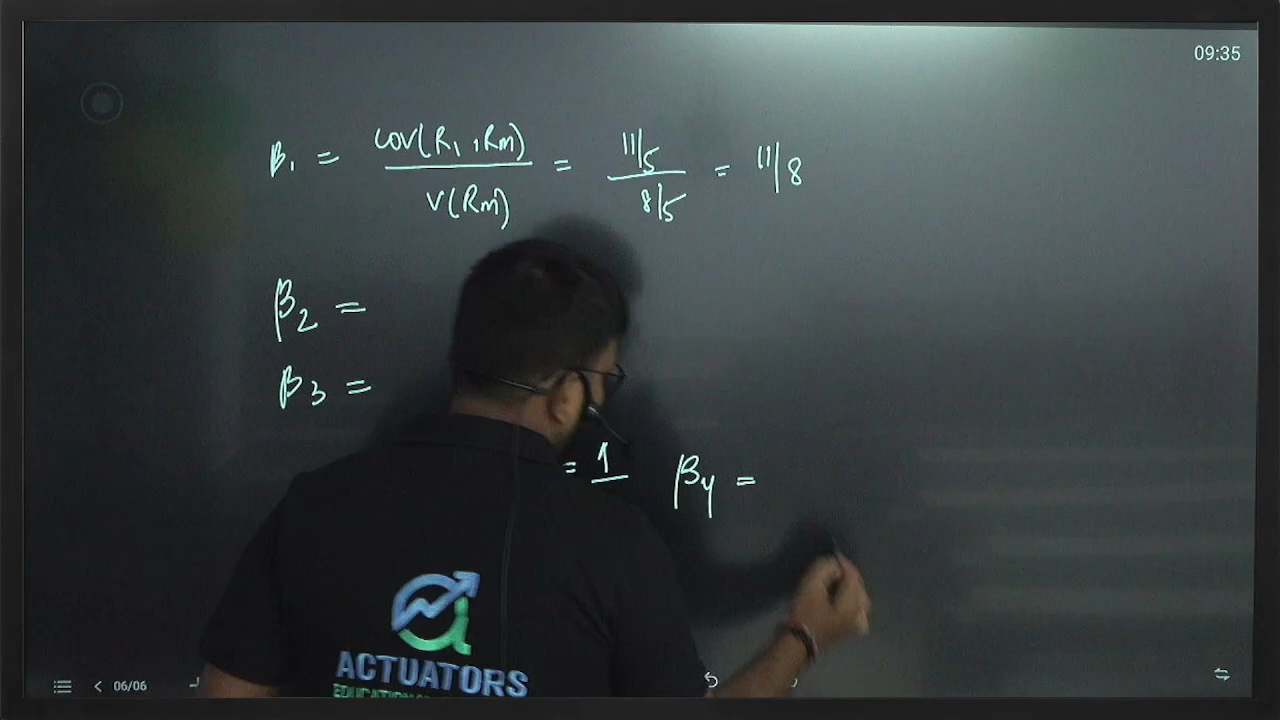 09:35
β₁ = cov(R₁, Rm) / V(Rm) = 11/5 / 8/5 = 11/8
β₂ =
β₃ =
= 1 βy =
ACTUATORS
06/06